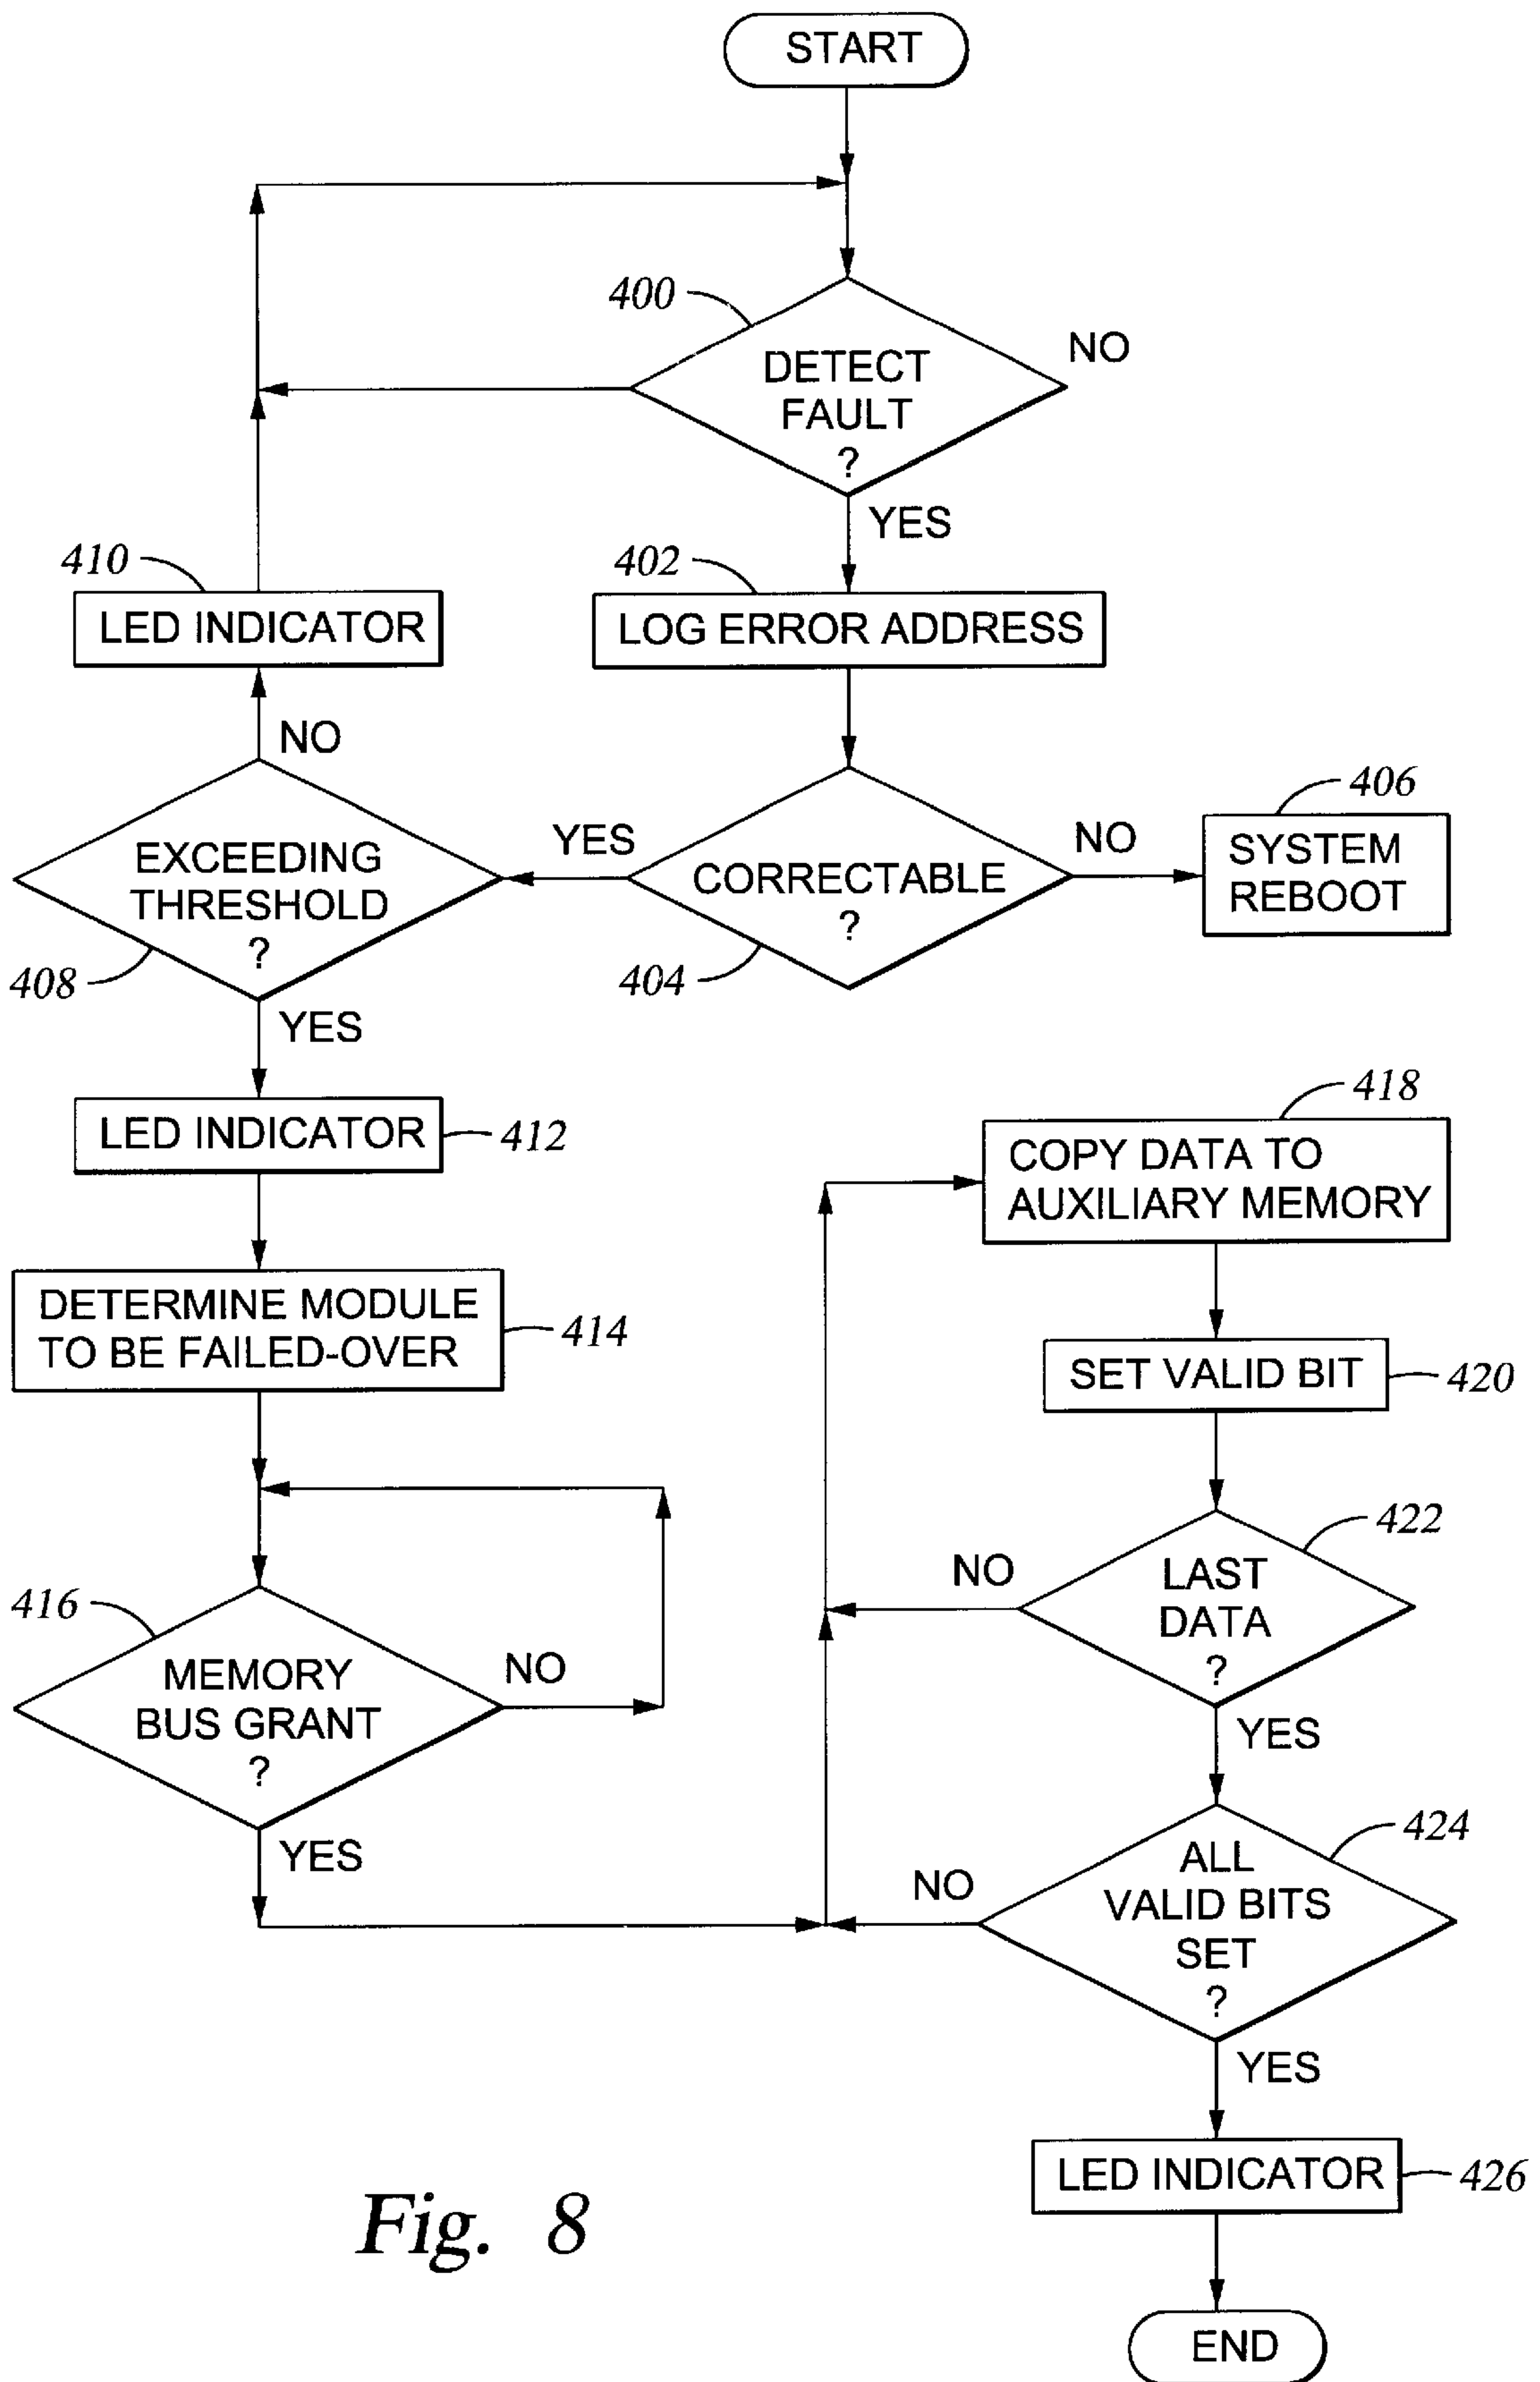 START
400
DETECT
FAULT
?
NO
YES
410
LED INDICATOR
402
LOG ERROR ADDRESS
NO
EXCEEDING
THRESHOLD
?
408
YES
YES
CORRECTABLE
?
404
NO
406
SYSTEM
REBOOT
LED INDICATOR
412
DETERMINE MODULE
TO BE FAILED-OVER
414
416
MEMORY
BUS GRANT
?
NO
YES
418
COPY DATA TO
AUXILIARY MEMORY
SET VALID BIT
420
422
NO
LAST
DATA
?
YES
424
NO
ALL
VALID BITS
SET
?
YES
LED INDICATOR
426
END
Fig. 8